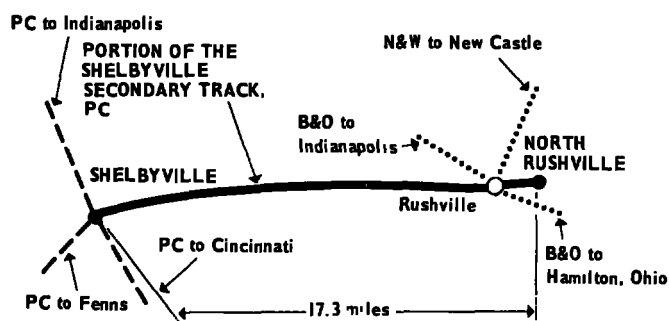 PC to Indianapolis
PORTION OF THE
SHELBYVILLE
SECONDARY TRACK,
PC
N&W to New Castle
B&O to
Indianapolis
NORTH
RUSHVILLE
SHELBYVILLE
Rushville
PC to Cincinnati
B&O to
Hamilton, Ohio
PC to Fenns
17.3 miles